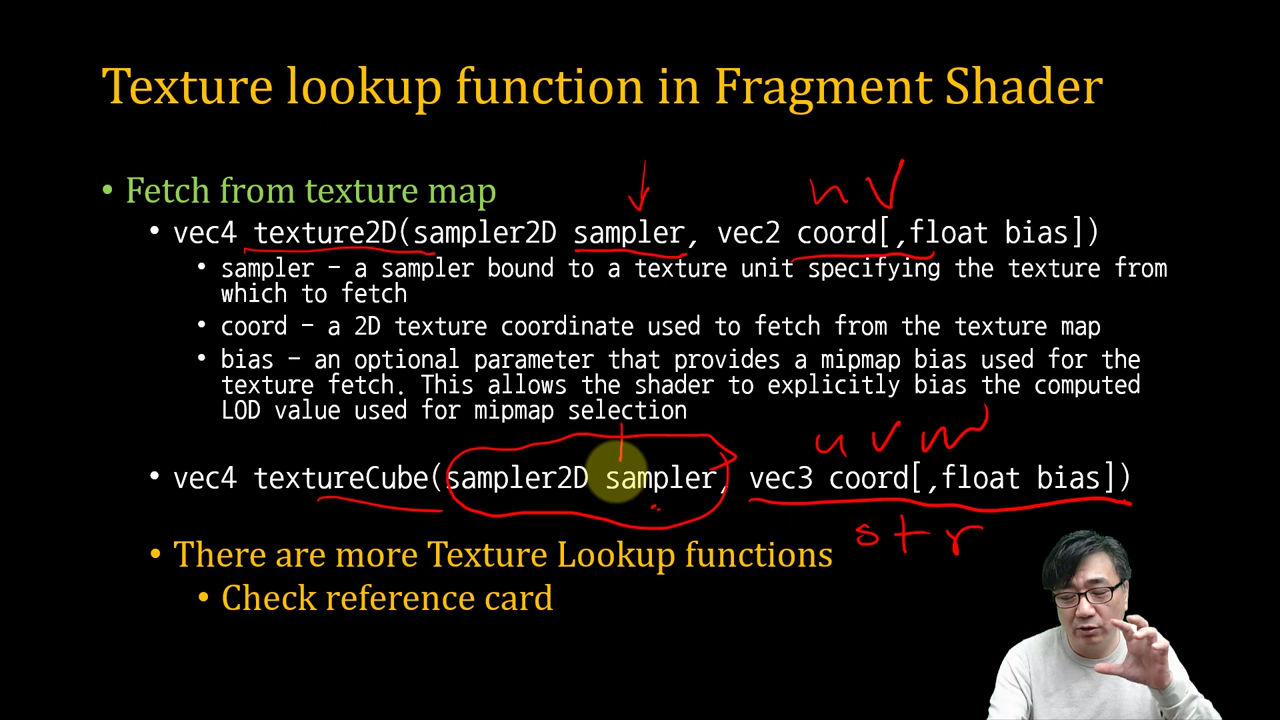 Texture lookup function in Fragment Shader
• Fetch from texture map
u v
• vec4 texture2D(sampler2D sampler, vec2 coord[,float bias])
• sampler – a sampler bound to a texture unit specifying the texture from
which to fetch
• coord – a 2D texture coordinate used to fetch from the texture map
• bias – an optional parameter that provides a mipmap bias used for the
texture fetch. This allows the shader to explicitly bias the computed
LOD value used for mipmap selection
u v w
• vec4 textureCube(sampler2D sampler, vec3 coord[,float bias])
s t r
• There are more Texture Lookup functions
• Check reference card